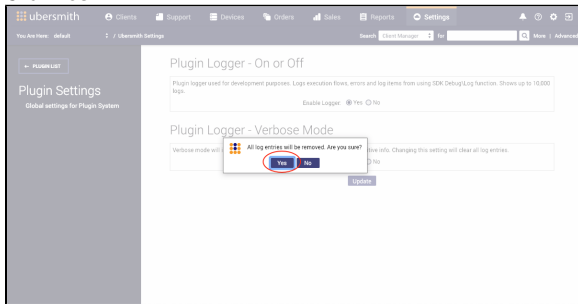 ubersmith
Clients
Support
Devices
Orders
Sales
Reports
Settings
You Are Here: default / Ubersmith Settings
Search Client Manager for
More | Advanced
← PLUGIN LIST
Plugin Settings
Global settings for Plugin System
Plugin Logger - On or Off
Plugin logger used for development purposes. Logs execution flows, errors and log items from using SDK Debug\Log function. Shows up to 10,000
logs.
Enable Logger: Yes No
Plugin Logger - Verbose Mode
Verbose mode will
tive info. Changing this setting will clear all log entries.
No
All log entries will be removed. Are you sure?
Yes
No
Update